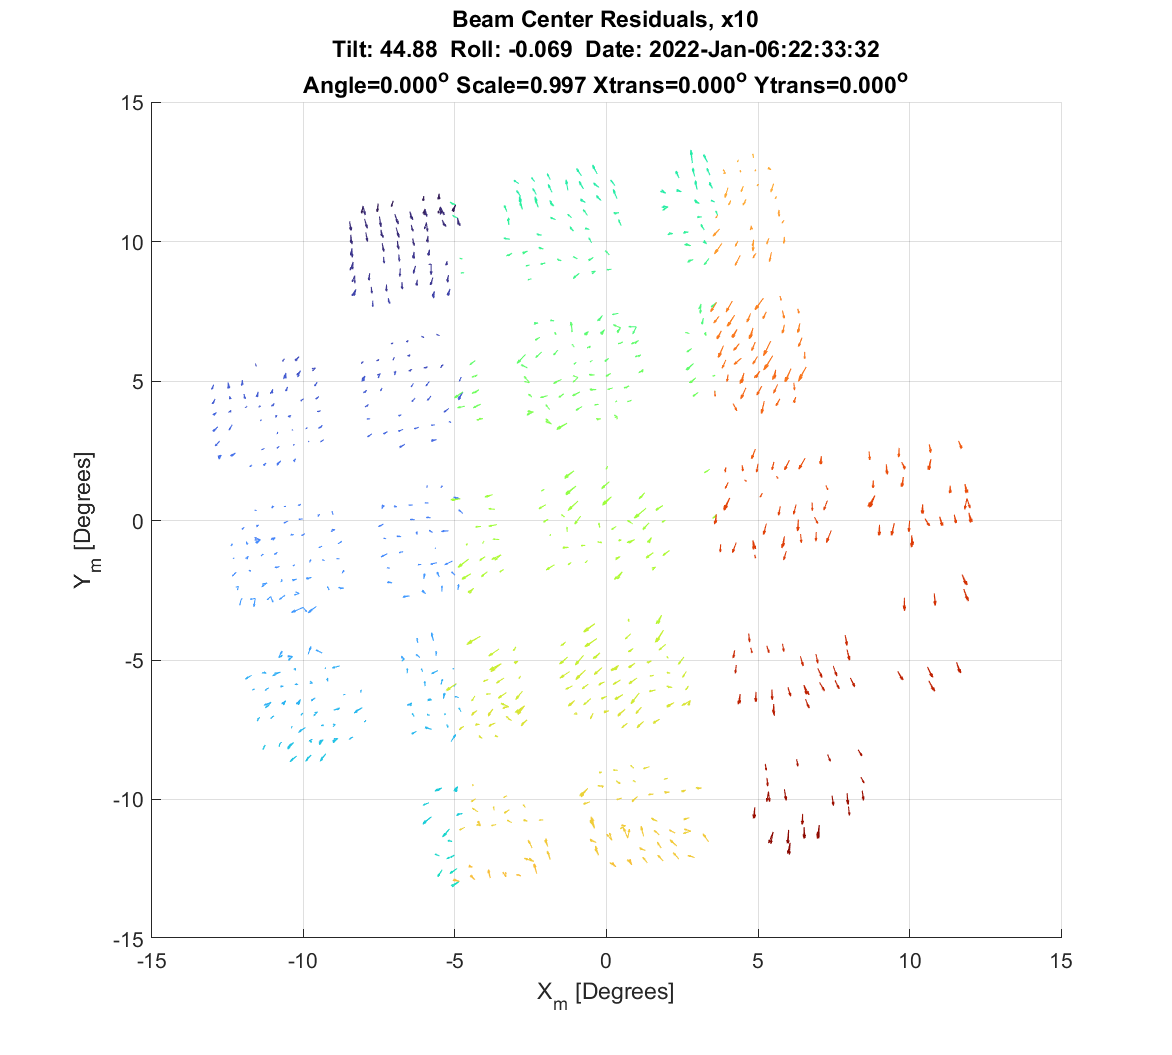 Beam Center Residuals, x10
Tilt: 44.88 Roll: -0.069 Date: 2022-Jan-06:22:33:32
Angle=0.000° Scale=0.997 Xtrans=0.000° Ytrans=0.000°
15
10
5
0
-5
-10
-15
Y_m [Degrees]
-15 -10 -5 0 5 10 15
X_m [Degrees]